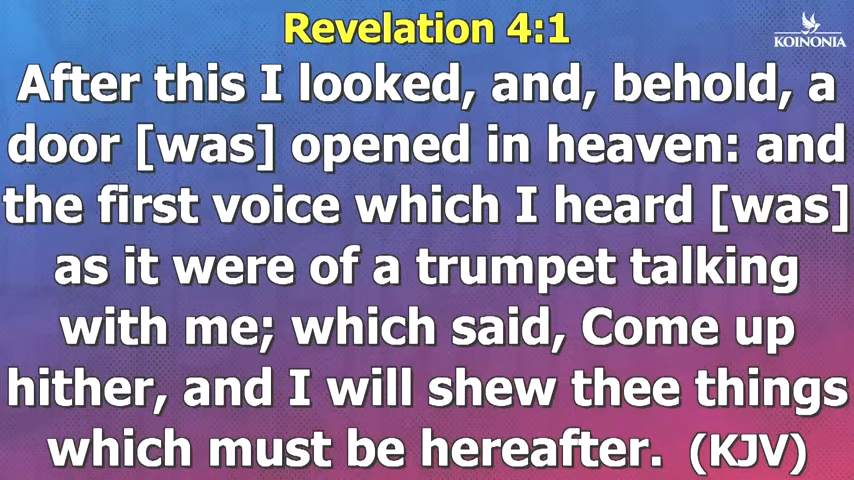 Revelation 4:1
KOINONIA
After this I looked, and, behold, a
door [was] opened in heaven: and
the first voice which I heard [was]
as it were of a trumpet talking
with me; which said, Come up
hither, and I will shew thee things
which must be hereafter. (KJV)